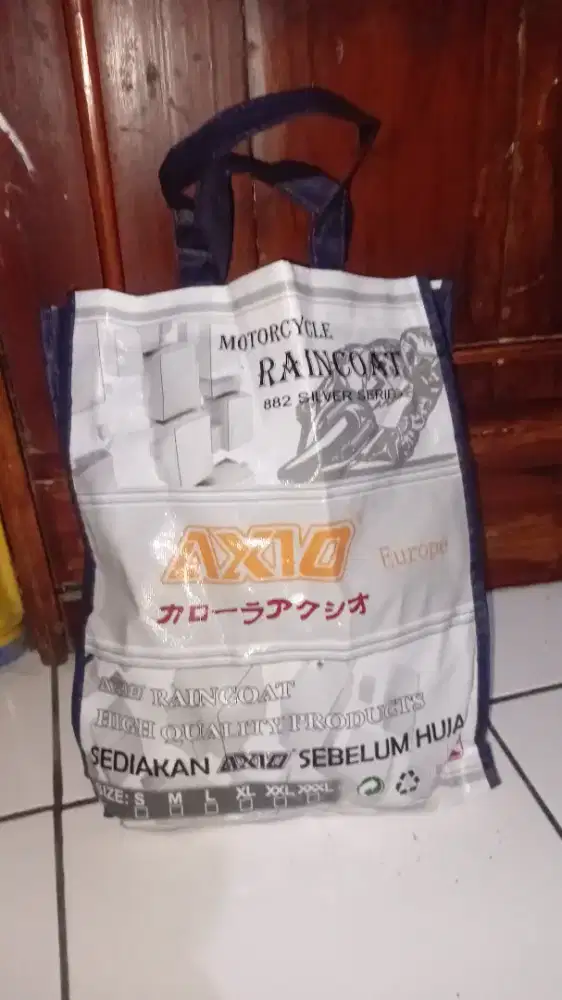 MOTORCYCLE
RAINCOAT
882 SILVER SERIES
AXIO Europe
カローラアクシオ
AXIO RAINCOAT
HIGH QUALITY PRODUCTS
SEDIAKAN AXIO SEBELUM HUJA
SIZE: S M L XL XXL XXXL